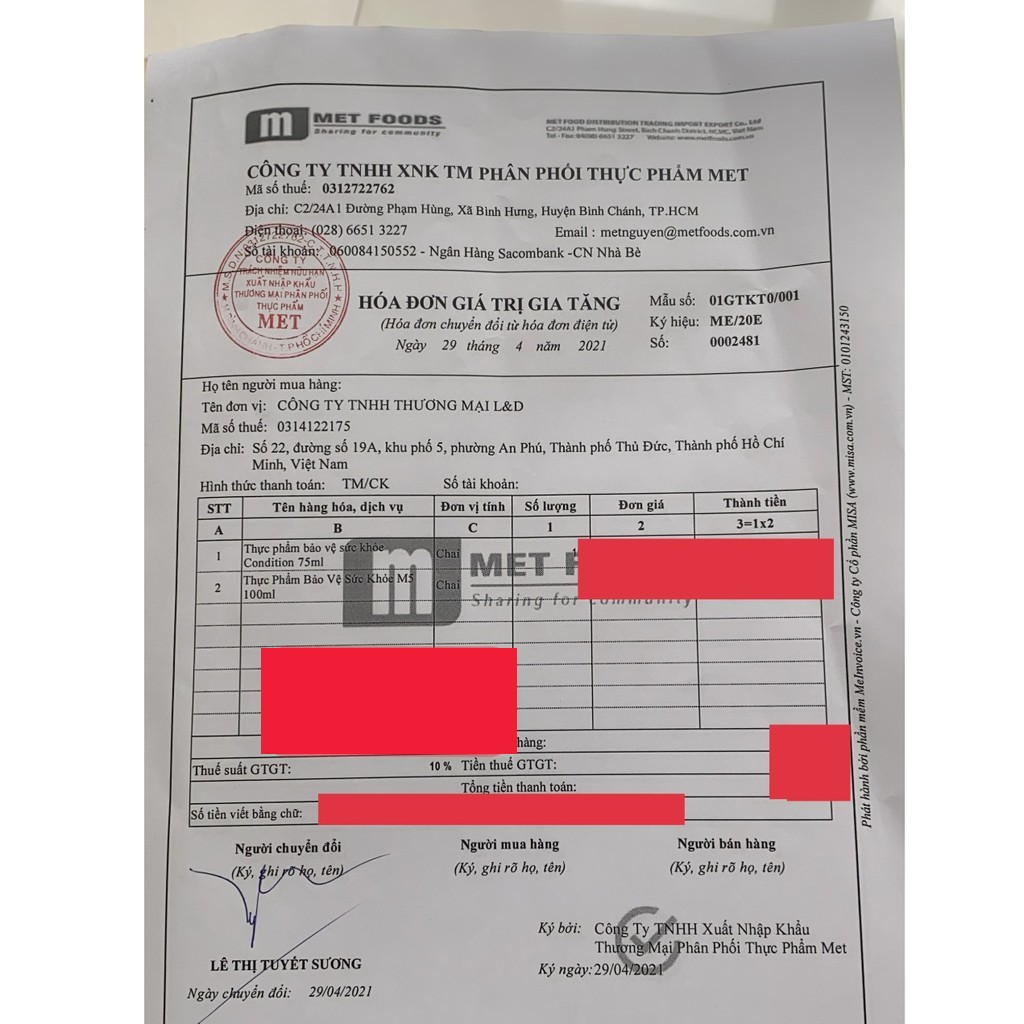 MET FOODS
Sharing for community
MET FOOD DISTRIBUTION TRADING IMPORT EXPORT Co., Ltd
C2/24A1 Pham Hung Street, Binh Chanh District, HCMC, Viet Nam
CÔNG TY TNHH XNK TM PHÂN PHỐI THỰC PHẨM MET
Mã số thuế: 0312722762
Địa chỉ: C2/24A1 Đường Phạm Hùng, Xã Bình Hưng, Huyện Bình Chánh, TP.HCM
Điện thoại: (028) 6651 3227 Email : metnguyen@metfoods.com.vn
Số tài khoản: 060084150552 - Ngân Hàng Sacombank -CN Nhà Bè
M.S.D.N:0312722762-C.T.T.N.H.H
CÔNG TY
TRÁCH NHIỆM HỮU HẠN
XUẤT NHẬP KHẨU
THƯƠNG MẠI PHÂN PHỐI
THỰC PHẨM
MET
HÓA ĐƠN GIÁ TRỊ GIA TĂNG
(Hóa đơn chuyển đổi từ hóa đơn điện tử)
Ngày 29 tháng 4 năm 2021
Mẫu số: 01GTKT0/001
Ký hiệu: ME/20E
Số: 0002481
Họ tên người mua hàng:
Tên đơn vị: CÔNG TY TNHH THƯƠNG MẠI L&D
Mã số thuế: 0314122175
Địa chỉ: Số 22, đường số 19A, khu phố 5, phường An Phú, Thành phố Thủ Đức, Thành phố Hồ Chí
Minh, Việt Nam
Hình thức thanh toán: TM/CK Số tài khoản:
STT Tên hàng hóa, dịch vụ Đơn vị tính Số lượng Đơn giá Thành tiền
A B C 1 2 3=1x2
1 Thực phẩm bảo vệ sức khỏe Chai
Condition 75ml
2 Thực Phẩm Bảo Vệ Sức Khỏe M5 Chai
100ml
MET
Sharing for community
hàng:
Thuế suất GTGT: 10 % Tiền thuế GTGT:
Tổng tiền thanh toán:
Số tiền viết bằng chữ:
Người chuyển đổi Người mua hàng Người bán hàng
(Ký, ghi rõ họ, tên) (Ký, ghi rõ họ, tên) (Ký, ghi rõ họ, tên)
Ký bởi: Công Ty TNHH Xuất Nhập Khẩu
Thương Mại Phân Phối Thực Phẩm Met
Ký ngày: 29/04/2021
LÊ THỊ TUYẾT SƯƠNG
Ngày chuyển đổi: 29/04/2021
Phát hành bởi phần mềm MeInvoice.vn - Công ty Cổ phần MISA (www.misa.com.vn) - MST: 0101243150